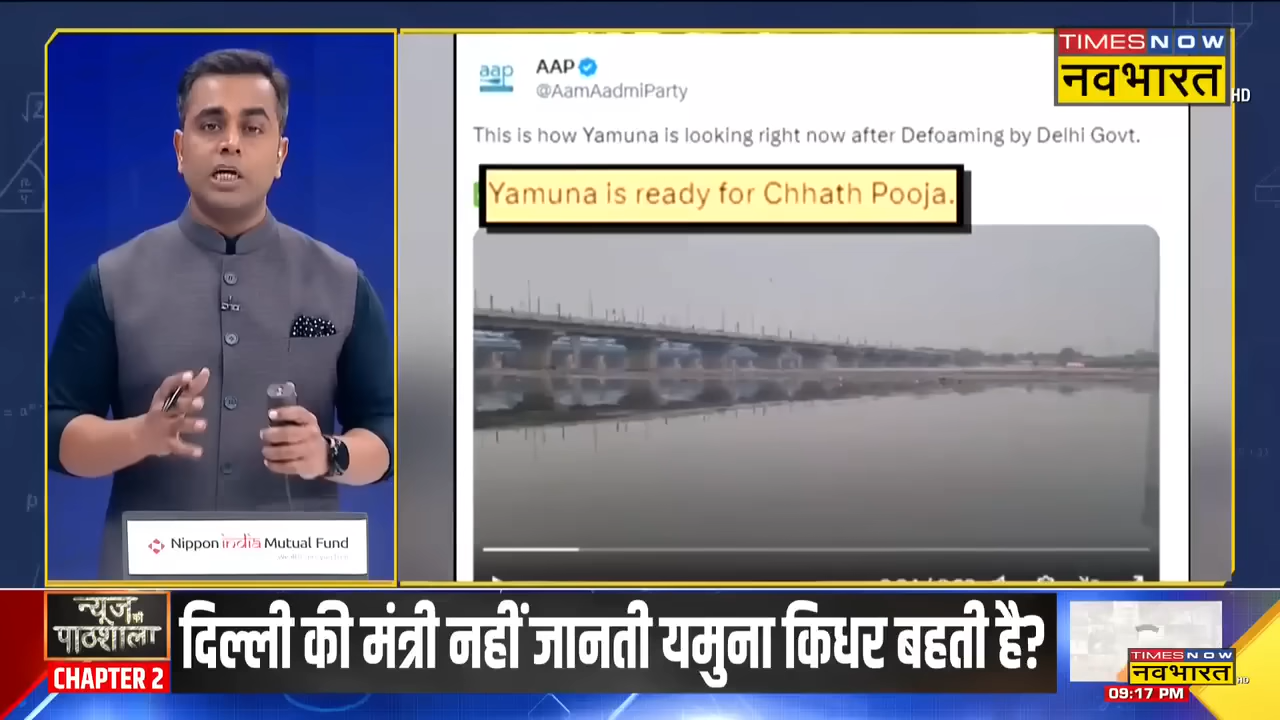 AAP
@AamAadmiParty
This is how Yamuna is looking right now after Defoaming by Delhi Govt.
Yamuna is ready for Chhath Pooja.
TIMES NOW
नवभारत
HD
Nippon india Mutual Fund
न्यूज़ की
पाठशाला
CHAPTER 2
दिल्ली की मंत्री नहीं जानती यमुना किधर बहती है?
TIMES NOW
नवभारत
HD
09:17 PM